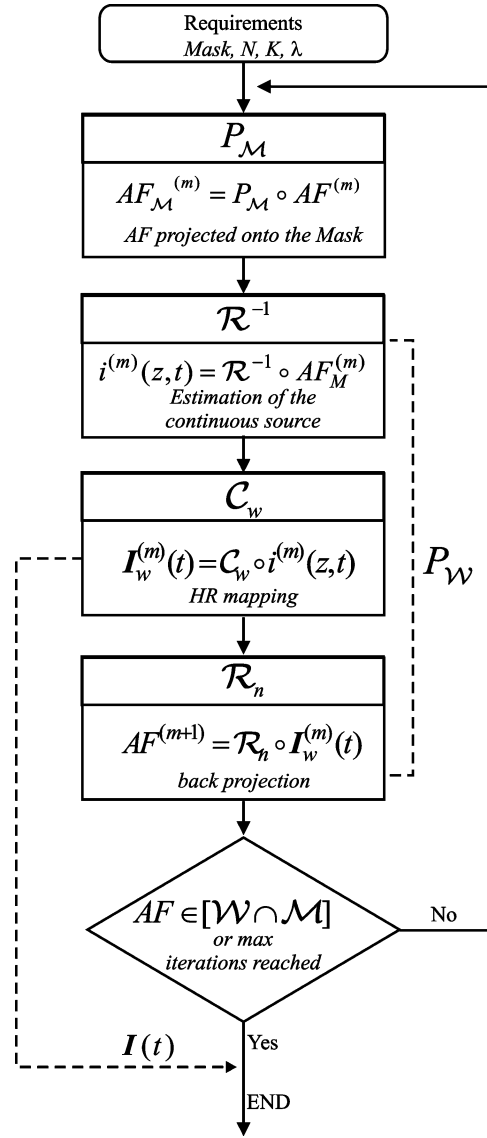 Requirements
Mask, N, K, λ
P_ℳ
AF_ℳ^(m) = P_ℳ ∘ AF^(m)
AF projected onto the Mask
ℛ^−1
i^(m)(z,t) = ℛ^−1 ∘ AF_M^(m)
Estimation of the
continuous source
𝒞_w
I_w^(m)(t) = 𝒞_w ∘ i^(m)(z,t)
HR mapping
P_𝒲
ℛ_n
AF^(m+1) = ℛ_n ∘ I_w^(m)(t)
back projection
AF ∈ [𝒲 ∩ ℳ]
or max
iterations reached
No
Yes
I(t)
END